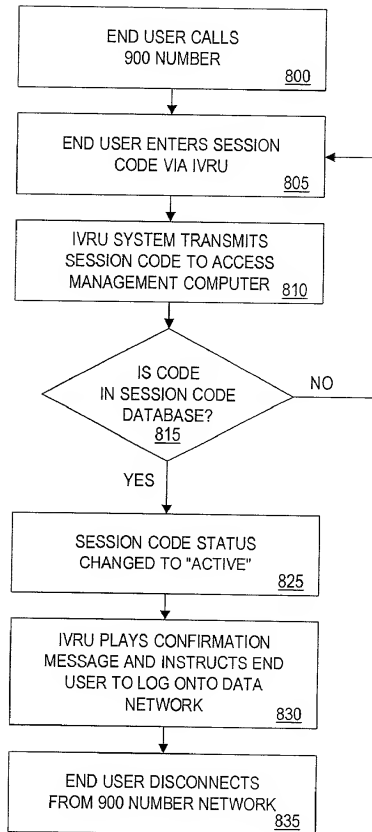 END USER CALLS
900 NUMBER
800
END USER ENTERS SESSION
CODE VIA IVRU
805
IVRU SYSTEM TRANSMITS
SESSION CODE TO ACCESS
MANAGEMENT COMPUTER
810
IS CODE
IN SESSION CODE
DATABASE?
815
NO
YES
SESSION CODE STATUS
CHANGED TO "ACTIVE"
825
IVRU PLAYS CONFIRMATION
MESSAGE AND INSTRUCTS END
USER TO LOG ONTO DATA
NETWORK
830
END USER DISCONNECTS
FROM 900 NUMBER NETWORK
835